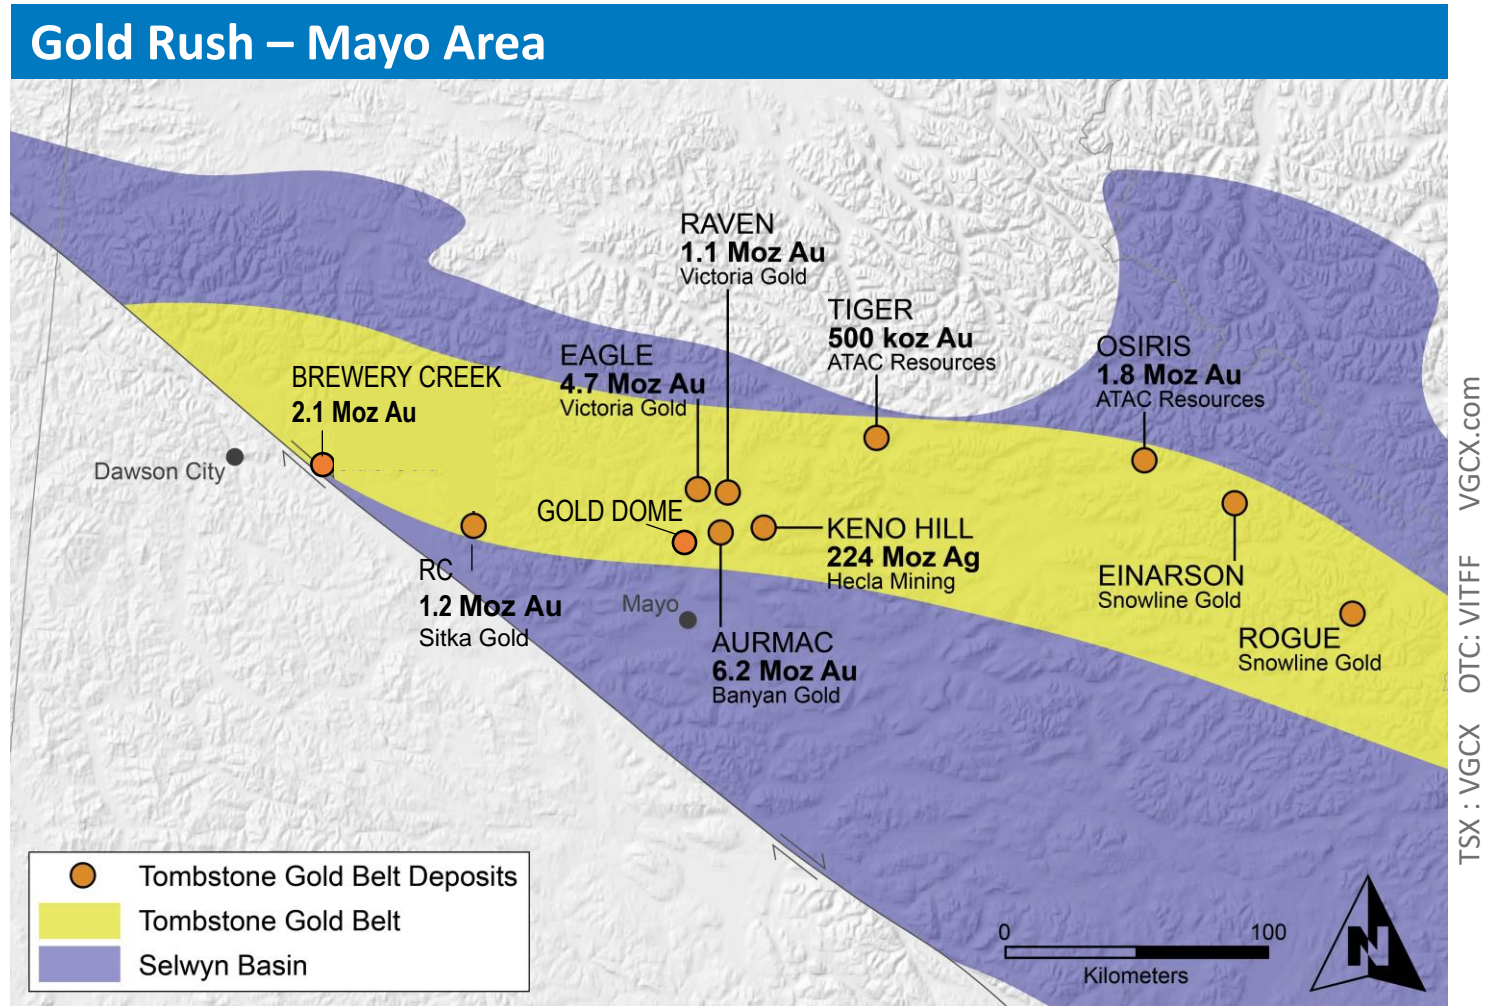 Gold Rush – Mayo Area
RAVEN
1.1 Moz Au
Victoria Gold
TIGER
500 koz Au
ATAC Resources
OSIRIS
1.8 Moz Au
ATAC Resources
EAGLE
4.7 Moz Au
Victoria Gold
BREWERY CREEK
2.1 Moz Au
Dawson City
GOLD DOME
KENO HILL
224 Moz Ag
Hecla Mining
RC
1.2 Moz Au
Sitka Gold
Mayo
AURMAC
6.2 Moz Au
Banyan Gold
EINARSON
Snowline Gold
ROGUE
Snowline Gold
Tombstone Gold Belt Deposits
Tombstone Gold Belt
Selwyn Basin
0 100
Kilometers
N
TSX : VGCX OTC: VITFF VGCX.com